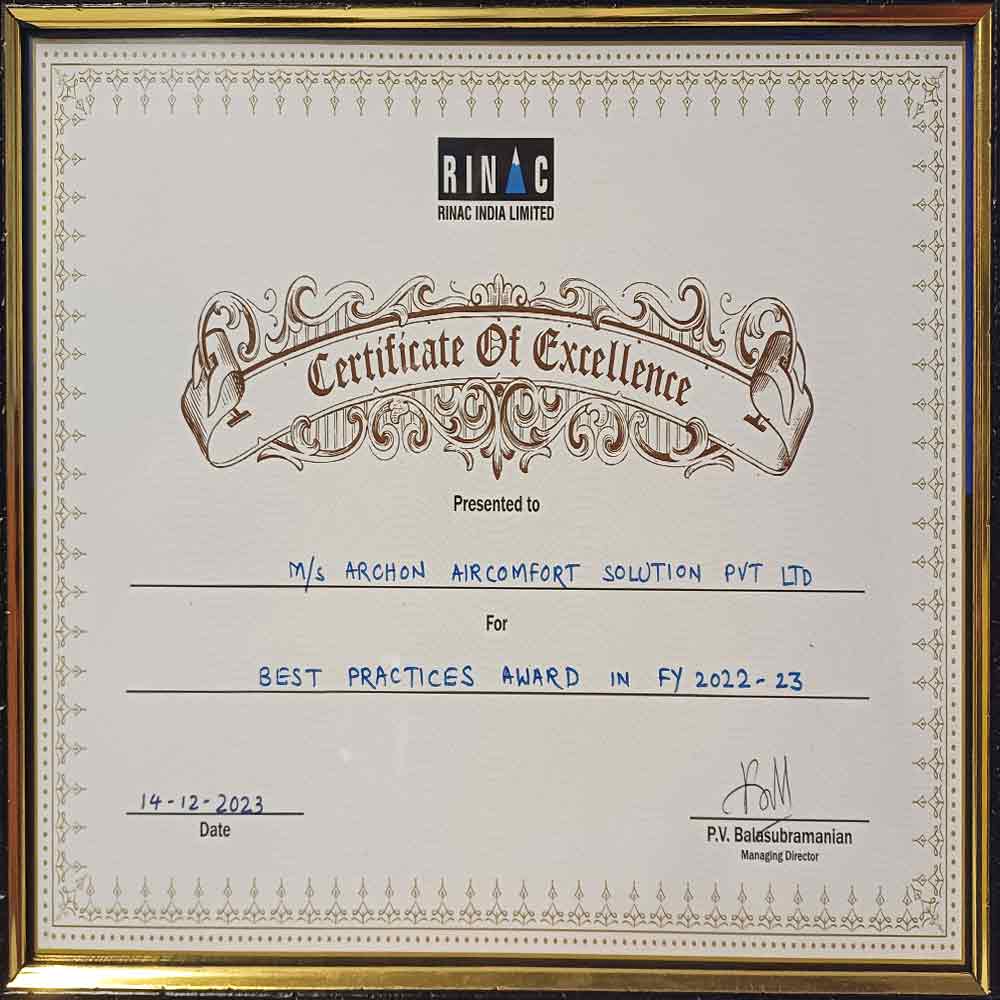 RINAC
RINAC INDIA LIMITED
Certificate Of Excellence
Presented to
M/s ARCHON AIRCOMFORT SOLUTION PVT LTD
For
BEST PRACTICES AWARD IN FY 2022-23
14-12-2023
Date
P.V. Balasubramanian
Managing Director